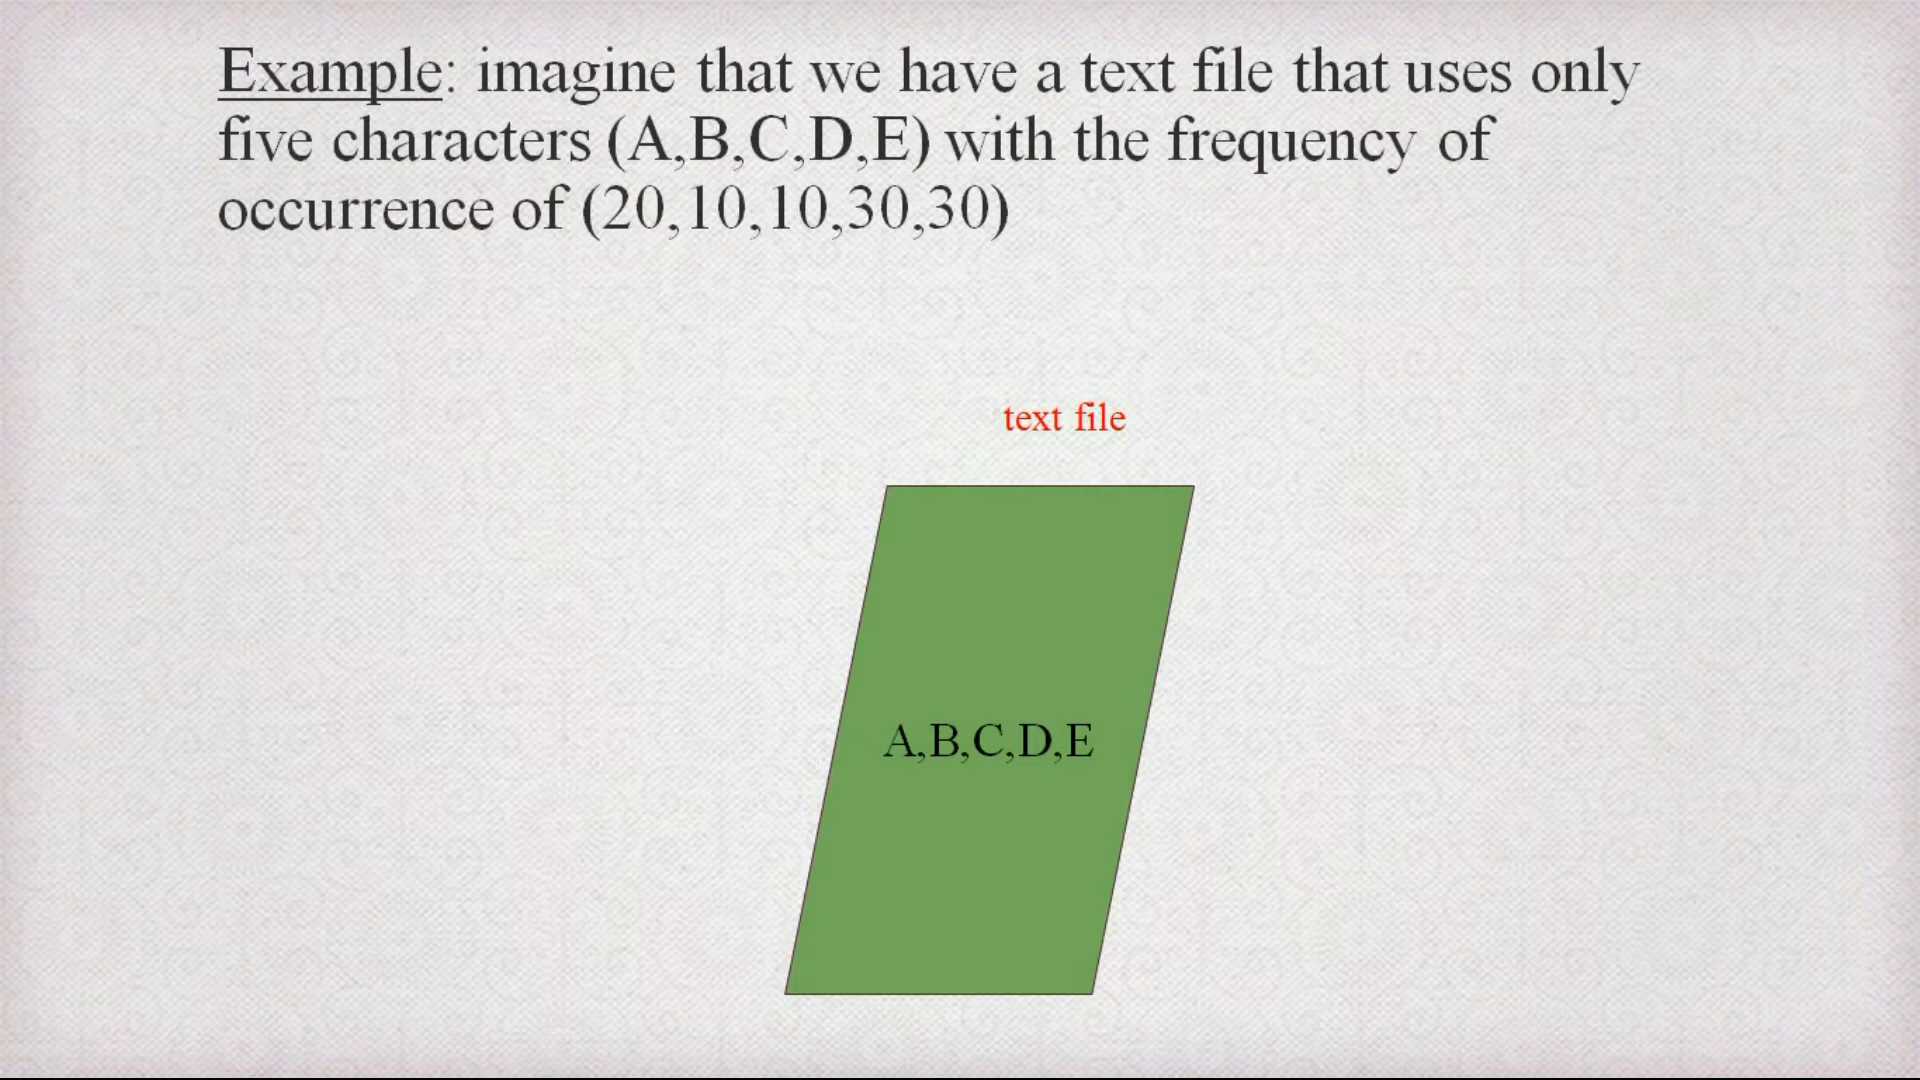 Example: imagine that we have a text file that uses only
five characters (A,B,C,D,E) with the frequency of
occurrence of (20,10,10,30,30)
text file
A,B,C,D,E